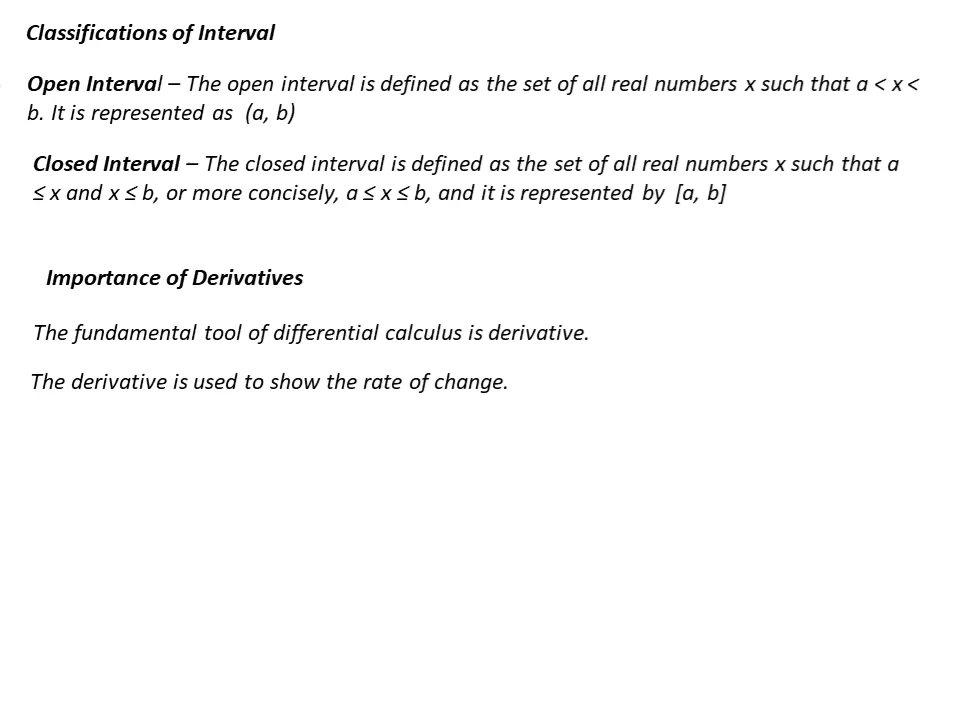 Classifications of Interval
Open Interval – The open interval is defined as the set of all real numbers x such that a < x <
b. It is represented as (a, b)
Closed Interval – The closed interval is defined as the set of all real numbers x such that a
≤ x and x ≤ b, or more concisely, a ≤ x ≤ b, and it is represented by [a, b]
Importance of Derivatives
The fundamental tool of differential calculus is derivative.
The derivative is used to show the rate of change.